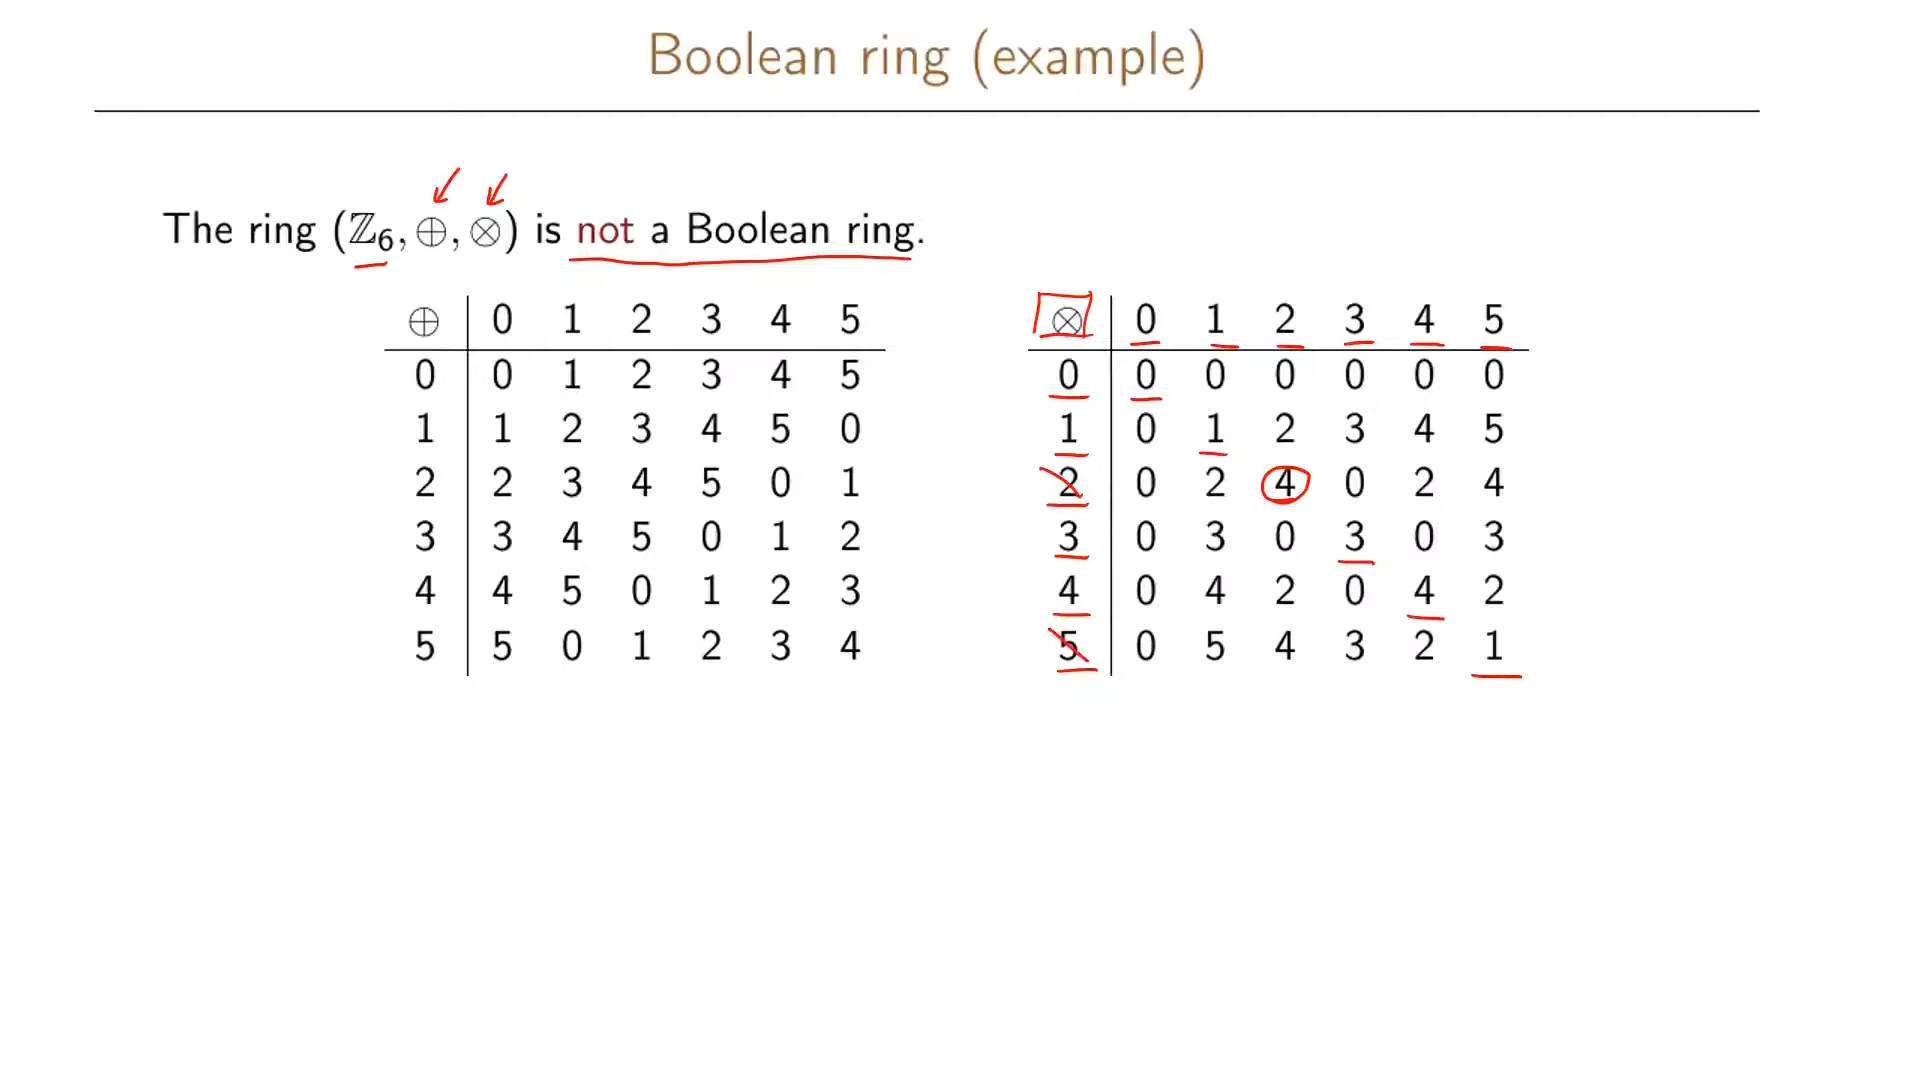 Boolean ring (example)
The ring (ℤ₆, ⊕, ⊗) is not a Boolean ring.
⊕ 0 1 2 3 4 5
0 0 1 2 3 4 5
1 1 2 3 4 5 0
2 2 3 4 5 0 1
3 3 4 5 0 1 2
4 4 5 0 1 2 3
5 5 0 1 2 3 4
⊗ 0 1 2 3 4 5
0 0 0 0 0 0 0
1 0 1 2 3 4 5
2 0 2 4 0 2 4
3 0 3 0 3 0 3
4 0 4 2 0 4 2
5 0 5 4 3 2 1